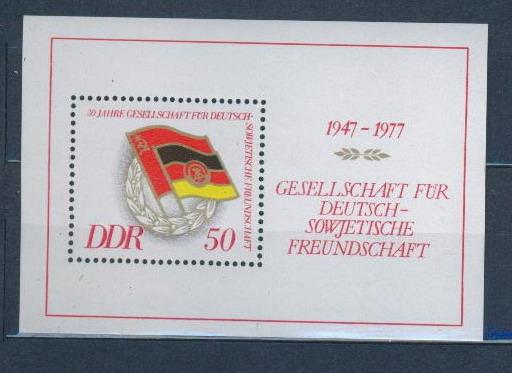 30 JAHRE GESELLSCHAFT FÜR DEUTSCH-
SOWJETISCHE FREUNDSCHAFT
DDR 50
1947 - 1977
GESELLSCHAFT FÜR
DEUTSCH-
SOWJETISCHE
FREUNDSCHAFT